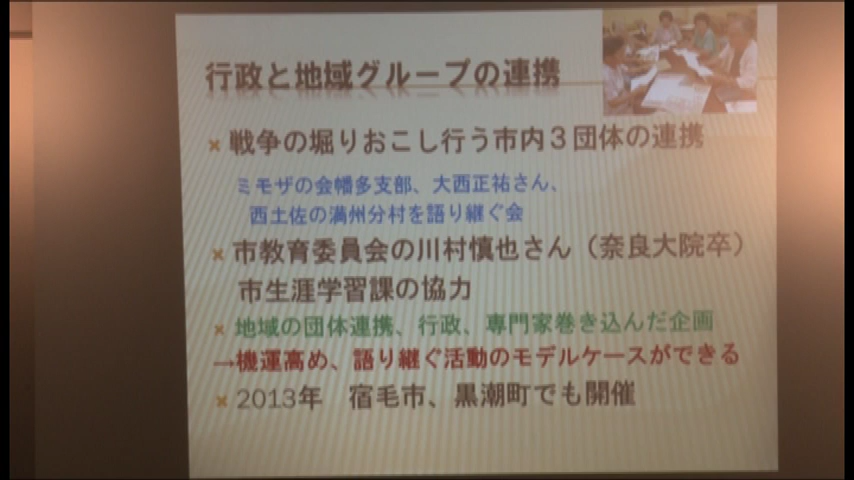 行政と地域グループの連携
戦争の堀りおこし行う市内3団体の連携
ミモザの会幡多支部、大西正祐さん、
西土佐の満州分村を語り継ぐ会
市教育委員会の川村慎也さん（奈良大院卒）
市生涯学習課の協力
地域の団体連携、行政、専門家巻き込んだ企画
→機運高め、語り継ぐ活動のモデルケースができる
2013年　宿毛市、黒潮町でも開催